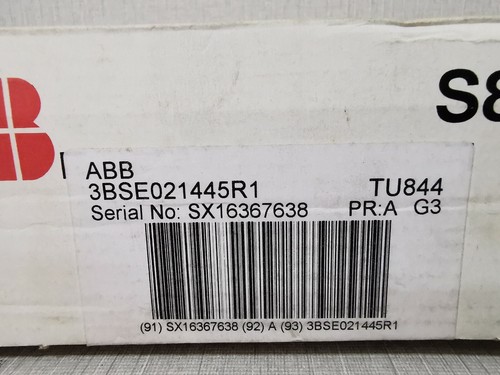 S8
ABB
3BSE021445R1 TU844
Serial No: SX16367638 PR:A G3
(91) SX16367638 (92) A (93) 3BSE021445R1